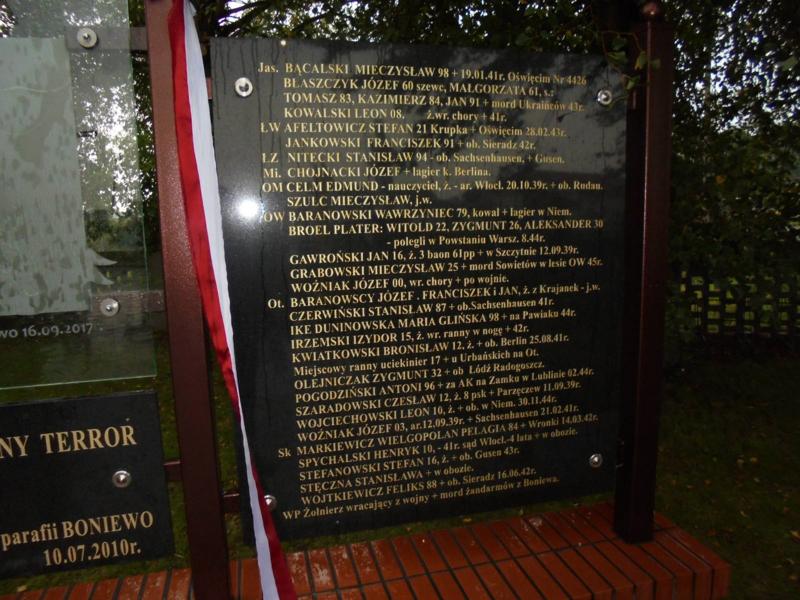 Jas. BĄCALSKI MIECZYSŁAW 98 + 19.01.41r. Oświęcim Nr 4426
BŁASZCZYK JÓZEF 60 szewc, MAŁGORZATA 61, s.:
TOMASZ 83, KAZIMIERZ 84, JAN 91 + mord Ukraińców 43r.
KOWALSKI LEON 08, ż.wr. chory + 41r.
ŁW AFELTOWICZ STEFAN 21 Krupka + Oświęcim 28.02.43r.
JANKOWSKI FRANCISZEK 91 + ob. Sieradz 42r.
ŁZ NITECKI STANISŁAW 94 - ob. Sachsenhausen, + Gusen.
Mi. CHOJNACKI JÓZEF + lagier k. Berlina.
OM CELM EDMUND - nauczyciel, ż. - ar. Włocł. 20.10.39r. + ob. Rudau.
SZULC MIECZYSŁAW, j.w.
OW BARANOWSKI WAWRZYNIEC 79, kowal + lagier w Niem.
BROEL PLATER: WITOLD 22, ZYGMUNT 26, ALEKSANDER 30
- polegli w Powstaniu Warsz. 8.44r.
GAWROŃSKI JAN 16, ż. 3 baon 61pp + w Szczytnie 12.09.39r.
GRABOWSKI MIECZYSŁAW 25 + mord Sowietów w lesie OW 45r.
WOŹNIAK JÓZEF 00, wr. chory + po wojnie.
Ot. BARANOWSCY JÓZEF . FRANCISZEK i JAN, ż z Krajanek - j.w.
CZERWIŃSKI STANISŁAW 87 + ob.Sachsenhausen 41r.
IKE DUNINOWSKA MARIA GLIŃSKA 98 + na Pawiaku 44r.
IRZEMSKI IZYDOR 15, ż. wr. ranny w nogę + 42r.
KWIATKOWSKI BRONISŁAW 12, ż. + ob. Berlin 25.08.41r.
Miejscowy ranny uciekinier 17 + u Urbańskich na Ot.
OLEJNICZAK ZYGMUNT 32 + ob Łódź Radogoszcz.
POGODZIŃSKI ANTONI 96 + za AK na Zamku w Lublinie 02.44r.
SZARADOWSKI CZESŁAW 12, ż. 8 psk + Parzęczew 11.09.39r.
WOJCIECHOWSKI LEON 10, ż. + ob. w Niem. 30.11.44r.
WOŹNIAK JÓZEF 03, ar.12.09.39r. + Sachsenhausen 21.02.41r.
Sk MARKIEWICZ WIELGOPOLAN PELAGIA 84 + Wronki 14.03.42r.
SPYCHALSKI HENRYK 10, - 41r. sąd Włocł.-4 lata + w obozie.
STEFANOWSKI STEFAN 16, ż. + ob. Gusen 43r.
STĘCZNA STANISŁAWA + w obozie.
WOJTKIEWICZ FELIKS 88 + ob. Sieradz 16.06.42r.
WP Żołnierz wracający z wojny + mord żandarmów z Boniewa.
wo 16.09.2017
NY TERROR
parafii BONIEWO
10.07.2010r.